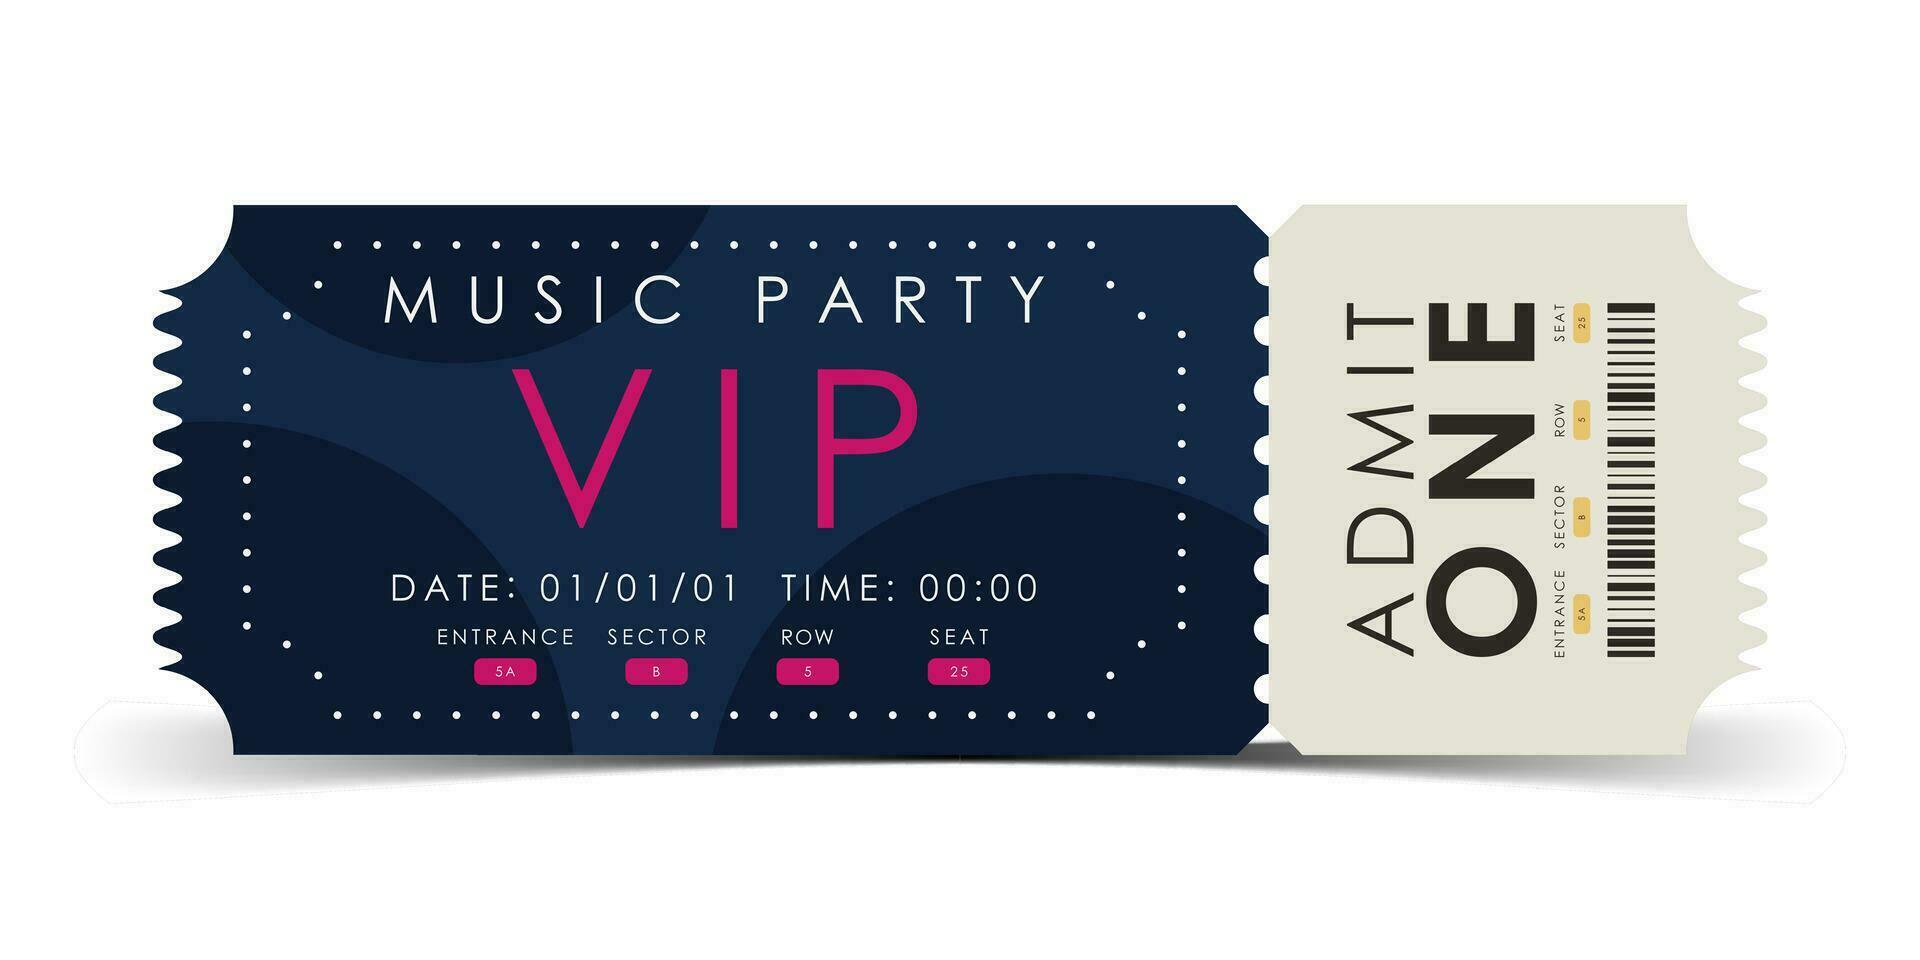 MUSIC PARTY
VIP
DATE: 01/01/01 TIME: 00:00
ENTRANCE SECTOR ROW SEAT
5A B 5 25
ADMIT
ONE
ENTRANCE SECTOR ROW SEAT
5A B 5 25